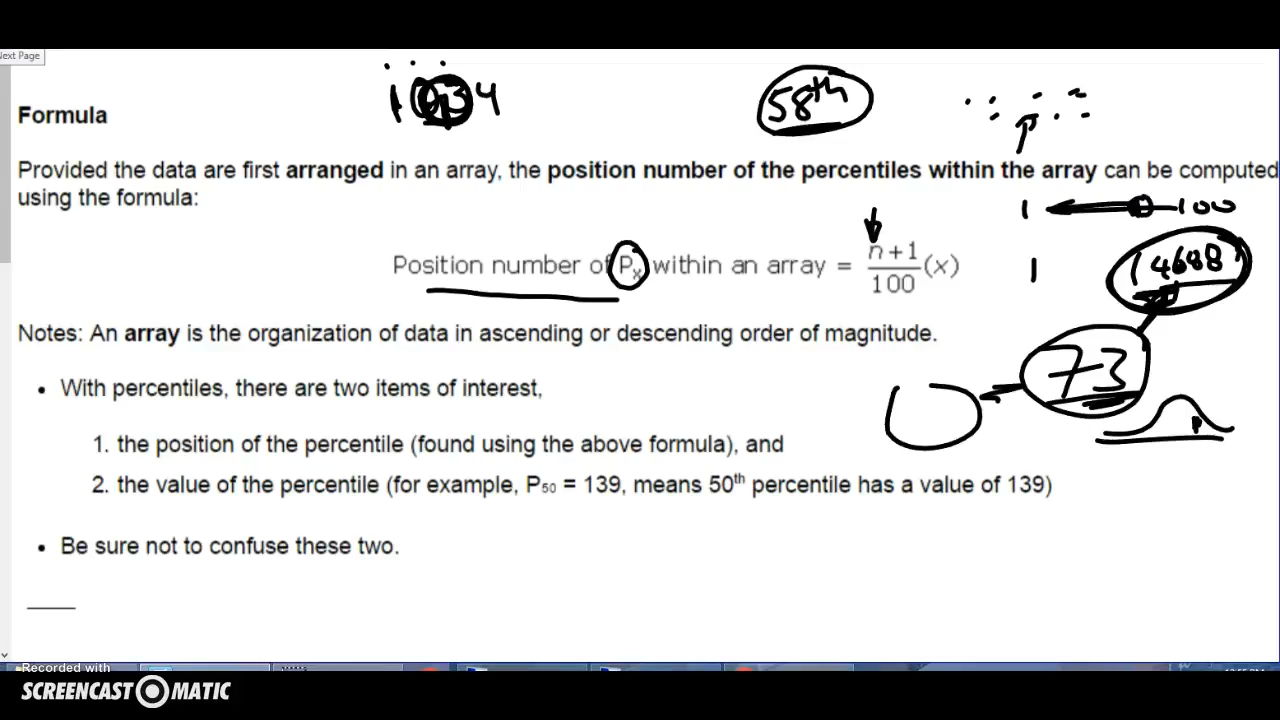 Next Page
1 4
58th
Formula
Provided the data are first arranged in an array, the position number of the percentiles within the array can be computed
using the formula:
1 100
Position number of Px within an array = n + 1 / 100 (x)
1 14688
Notes: An array is the organization of data in ascending or descending order of magnitude.
73
With percentiles, there are two items of interest,
1. the position of the percentile (found using the above formula), and
2. the value of the percentile (for example, P50 = 139, means 50th percentile has a value of 139)
Be sure not to confuse these two.
Recorded with
SCREENCAST O MATIC